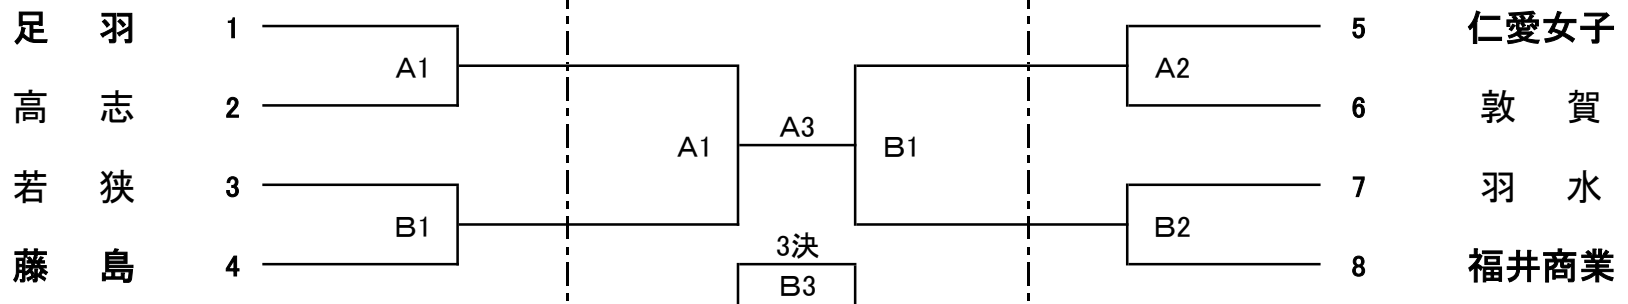 足 羽 1 5 仁愛女子
A1 A2
高 志 2 6 敦 賀
A1 A3 B1
若 狭 3 7 羽 水
B1 B2
3決
藤 島 4 8 福井商業
B3